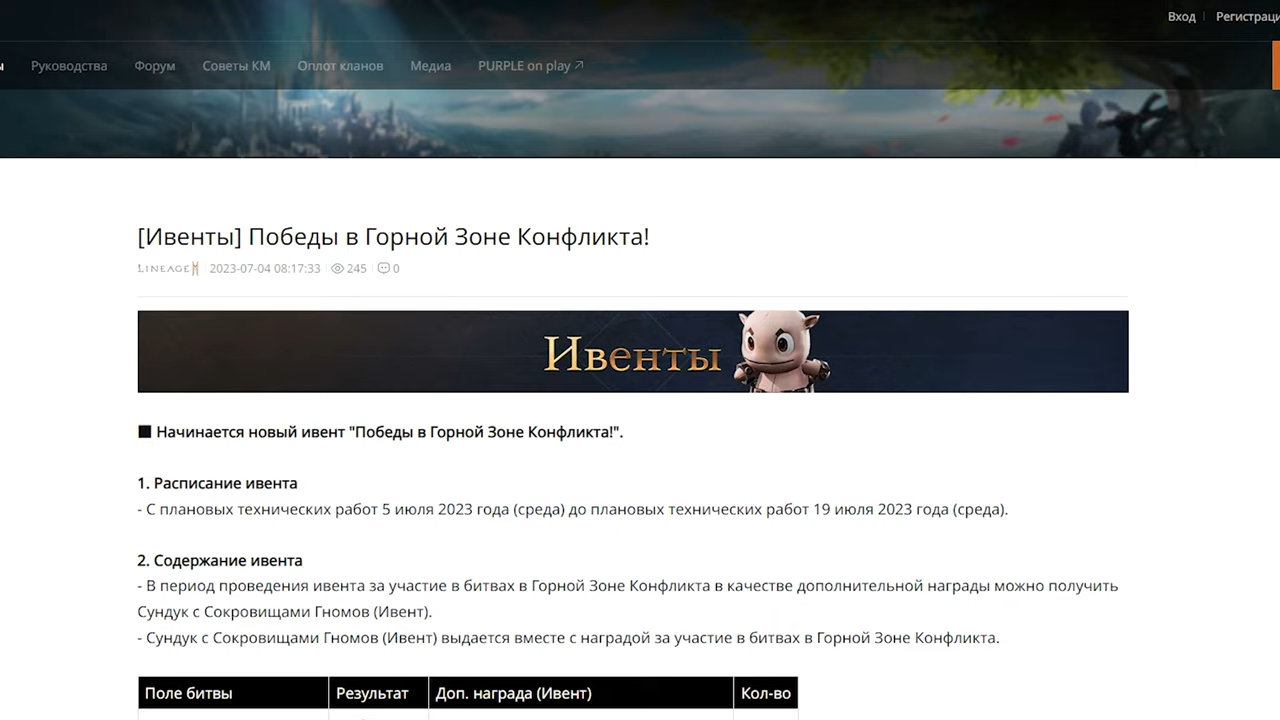 Вход
Руководства Форум Советы КМ Оплот кланов Медиа PURPLE on play
[Ивенты] Победы в Горной Зоне Конфликта!
LINEAGE 2023-07-04 08:17:33 245 0
Ивенты
Начинается новый ивент "Победы в Горной Зоне Конфликта!".
1. Расписание ивента
- С плановых технических работ 5 июля 2023 года (среда) до плановых технических работ 19 июля 2023 года (среда).
2. Содержание ивента
- В период проведения ивента за участие в битвах в Горной Зоне Конфликта в качестве дополнительной награды можно получить
Сундук с Сокровищами Гномов (Ивент).
- Сундук с Сокровищами Гномов (Ивент) выдается вместе с наградой за участие в битвах в Горной Зоне Конфликта.
Поле битвы Результат Доп. награда (Ивент) Кол-во